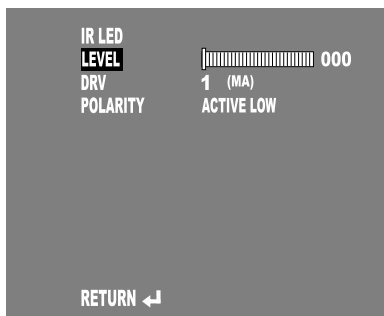 IR LED
LEVEL 000
DRV 1 (MA)
POLARITY ACTIVE LOW
RETURN ↵